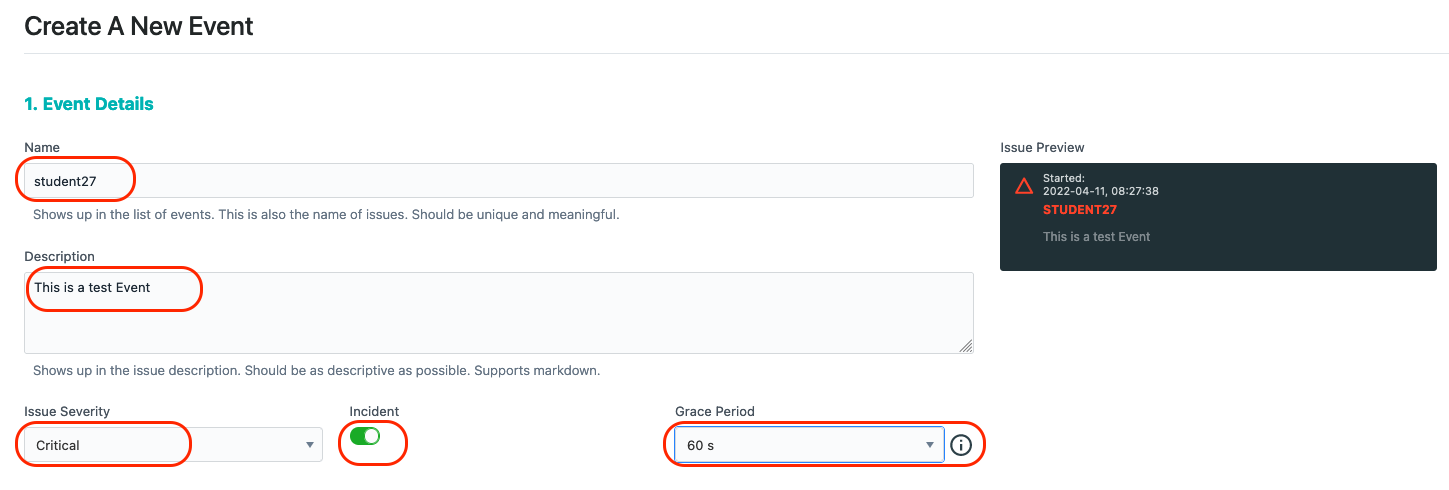 Create A New Event
1. Event Details
Name
student27
Shows up in the list of events. This is also the name of issues. Should be unique and meaningful.
Description
This is a test Event
Shows up in the issue description. Should be as descriptive as possible. Supports markdown.
Issue Severity
Critical
Incident
Grace Period
60 s
Issue Preview
Started:
2022-04-11, 08:27:38
STUDENT27
This is a test Event